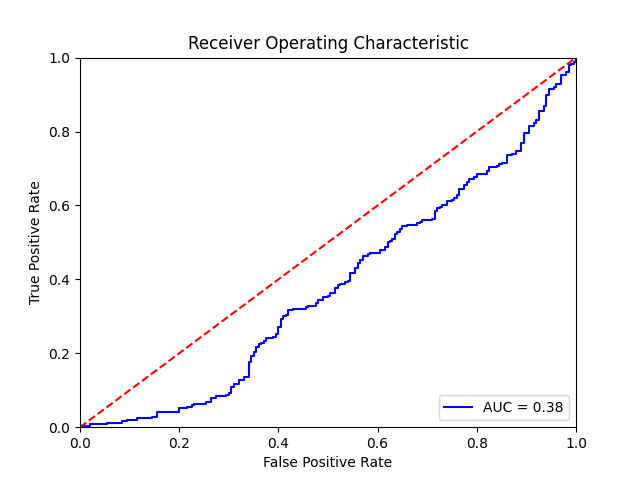 Receiver Operating Characteristic
True Positive Rate
1.0
0.8
0.6
0.4
0.2
0.0
AUC = 0.38
0.0 0.2 0.4 0.6 0.8 1.0
False Positive Rate